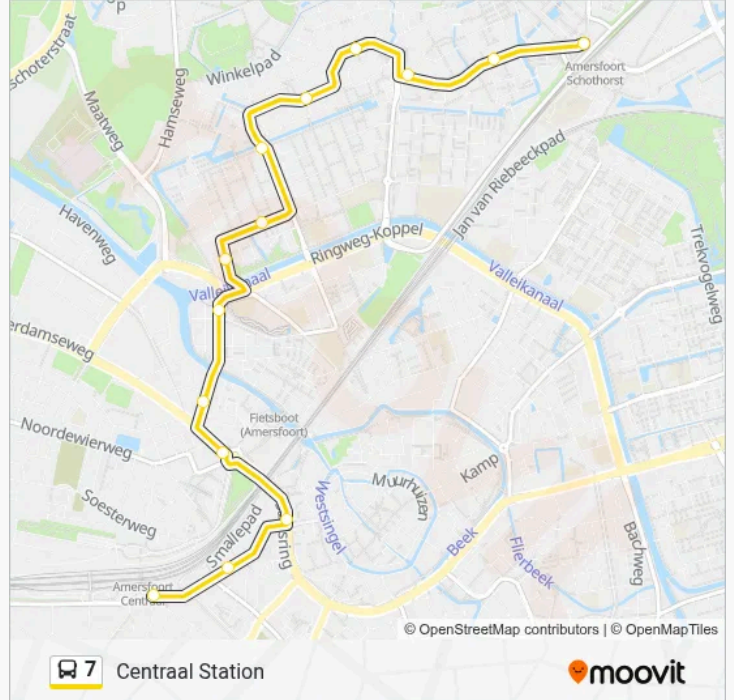 schoterstraat
Winkelpad
Hamseweg
Maatweg
Amersfoort
Schothorst
Jan van Riebeeckpad
Havenweg
Ringweg-Koppel
Trekvogelweg
Valleikanaal
erdamseweg
Fietsboot
(Amersfoort)
Noordewierweg
Kamp
Muurhuizen
Soesterweg
Westsingel
Smallepad
sring
Beek
Flierbeek
Bachweg
Amersfoort
Centraal
© OpenStreetMap contributors | © OpenMapTiles
7 Centraal Station
moovit